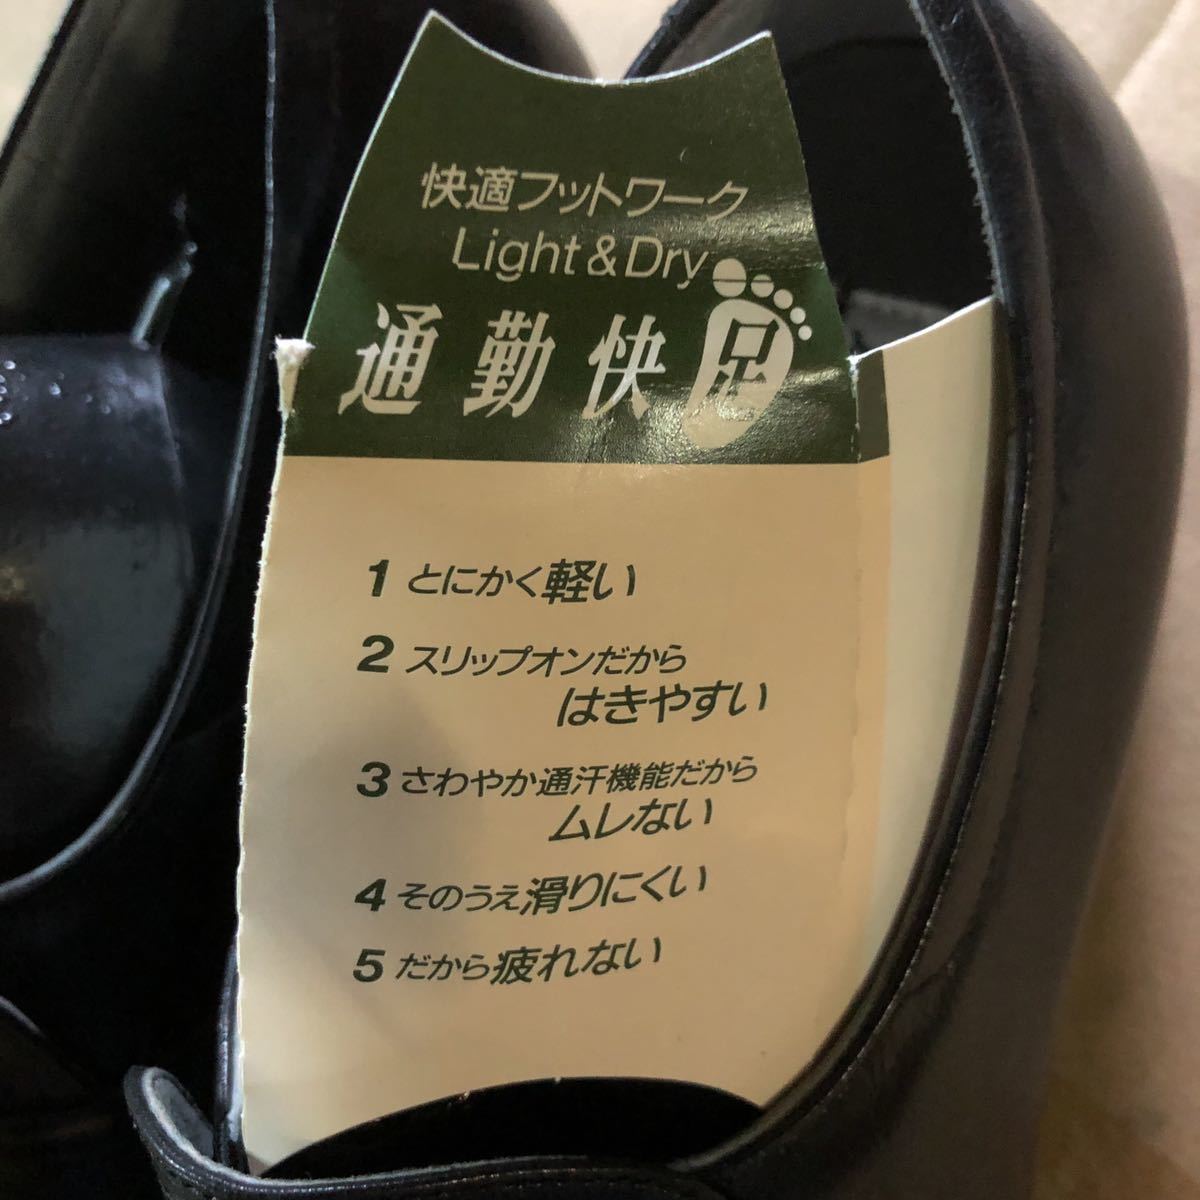 快適フットワーク
Light&Dry
通勤快足
1 とにかく軽い
2 スリップオンだから
はきやすい
3 さわやか通汗機能だから
ムレない
4 そのうえ滑りにくい
5 だから疲れない